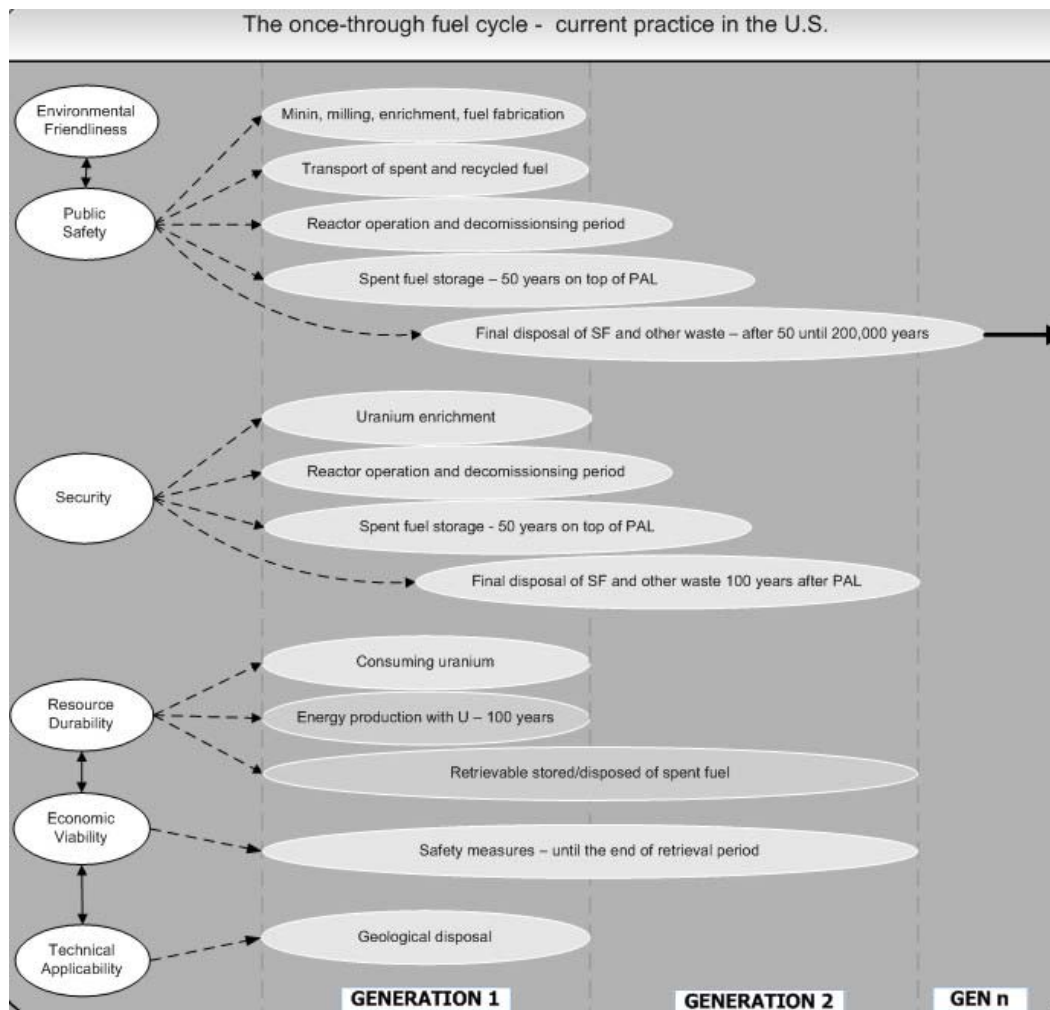 The once-through fuel cycle - current practice in the U.S.
Environmental
Friendliness
Minin, milling, enrichment, fuel fabrication
Transport of spent and recycled fuel
Public
Safety
Reactor operation and decomissionsing period
Spent fuel storage – 50 years on top of PAL
Final disposal of SF and other waste – after 50 until 200,000 years
Uranium enrichment
Reactor operation and decomissionsing period
Security
Spent fuel storage - 50 years on top of PAL
Final disposal of SF and other waste 100 years after PAL
Consuming uranium
Resource
Durability
Energy production with U – 100 years
Retrievable stored/disposed of spent fuel
Economic
Viability
Safety measures – until the end of retrieval period
Geological disposal
Technical
Applicability
GENERATION 1
GENERATION 2
GEN n